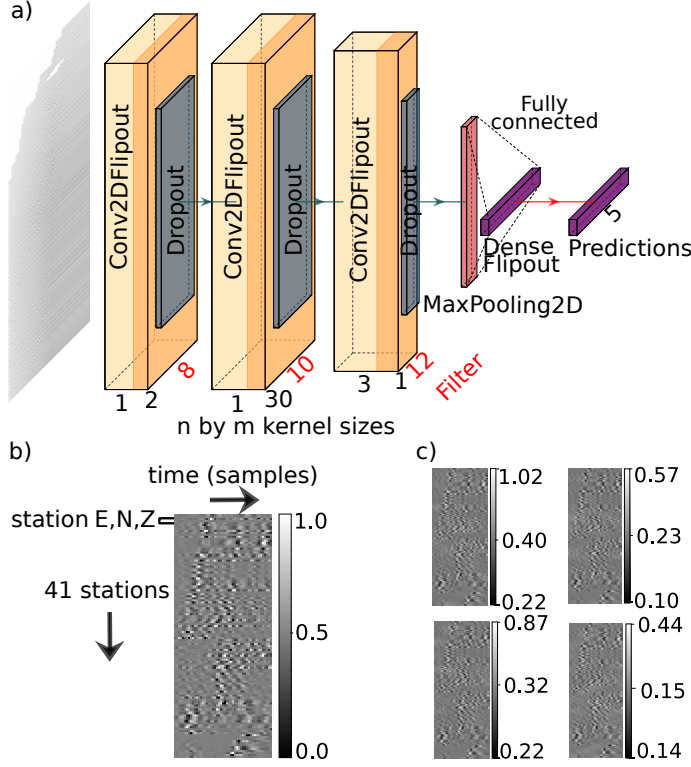 a)
Conv2DFlipout
Dropout
Conv2DFlipout
Dropout
Conv2DFlipout
Dropout
Fully
connected
Dense
Flipout
Predictions
5
MaxPooling2D
8
10
12
Filter
1 2
1 30
3 1
n by m kernel sizes
b)
time (samples)
station E,N,Z
41 stations
1.0
0.5
0.0
c)
1.02
0.40
0.22
0.57
0.23
0.10
0.87
0.32
0.22
0.44
0.15
0.14